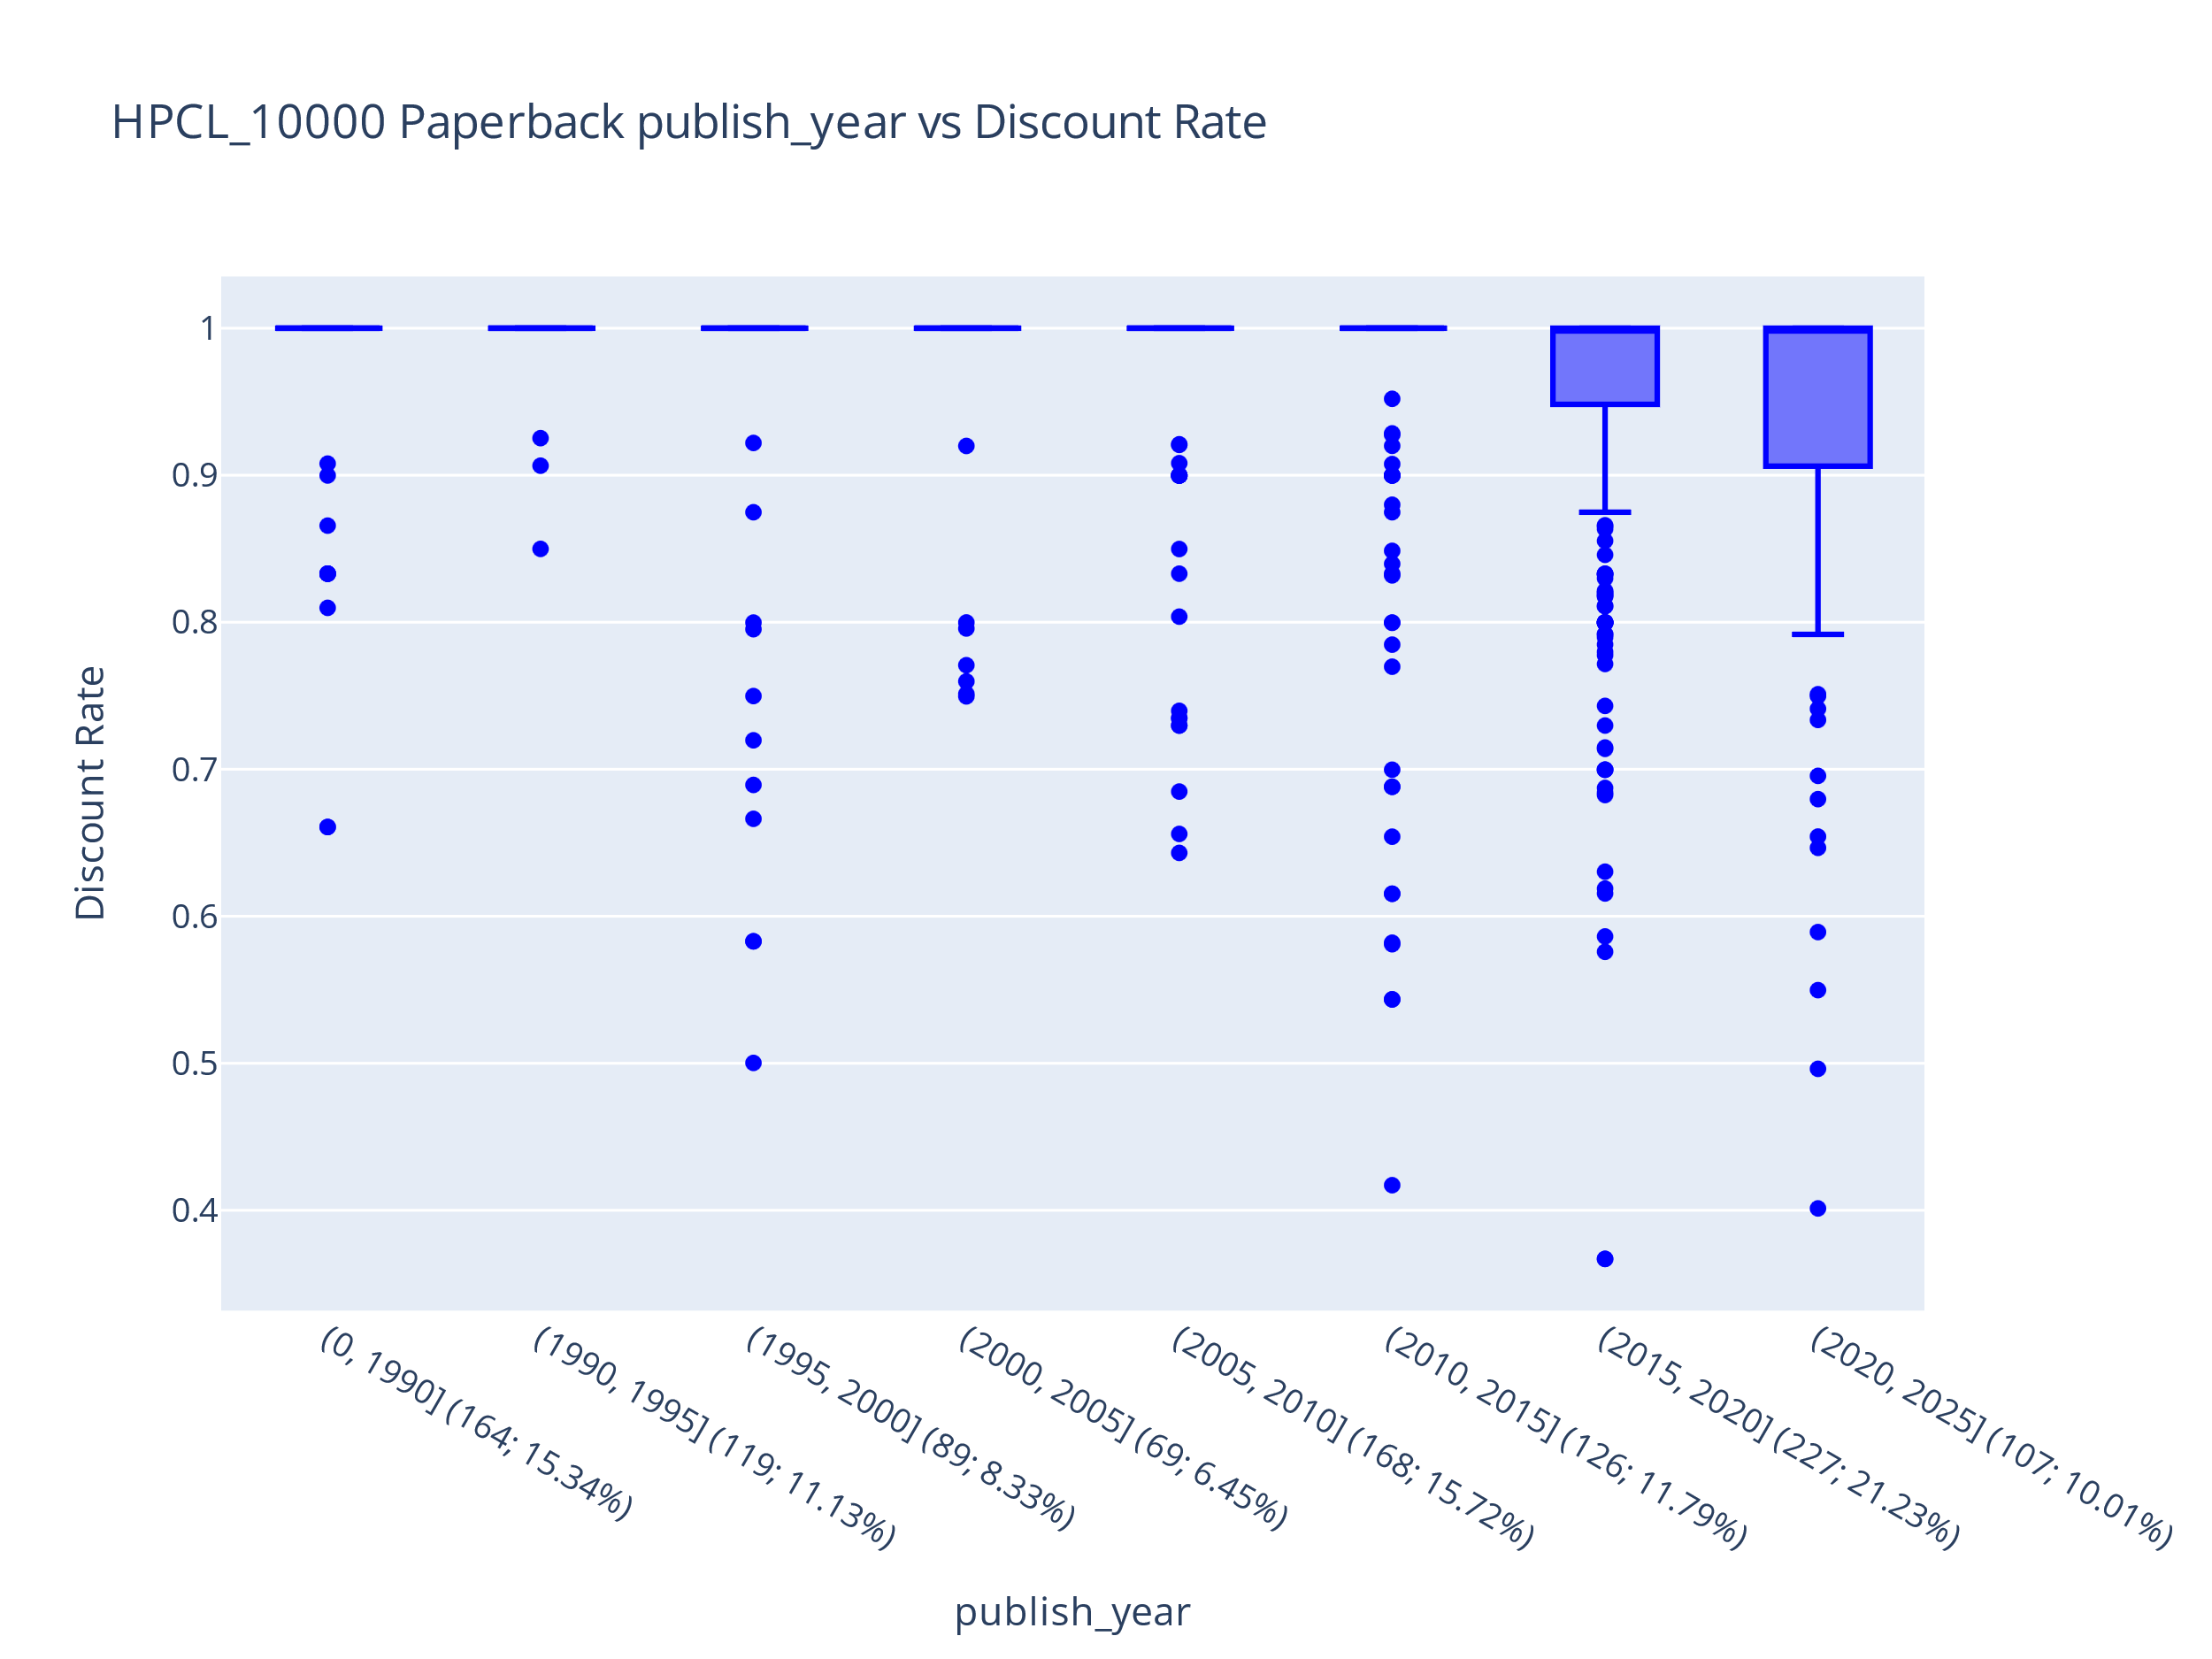 HPCL_10000 Paperback publish_year vs Discount Rate
1
0.9
0.8
0.7
0.6
0.5
0.4
Discount Rate
(0, 1990] (164; 15.34%)
(1990, 1995] (119; 11.13%)
(1995, 2000] (89; 8.33%)
(2000, 2005] (69; 6.45%)
(2005, 2010] (168; 15.72%)
(2010, 2015] (126; 11.79%)
(2015, 2020] (227; 21.23%)
(2020, 2025] (107; 10.01%)
publish_year